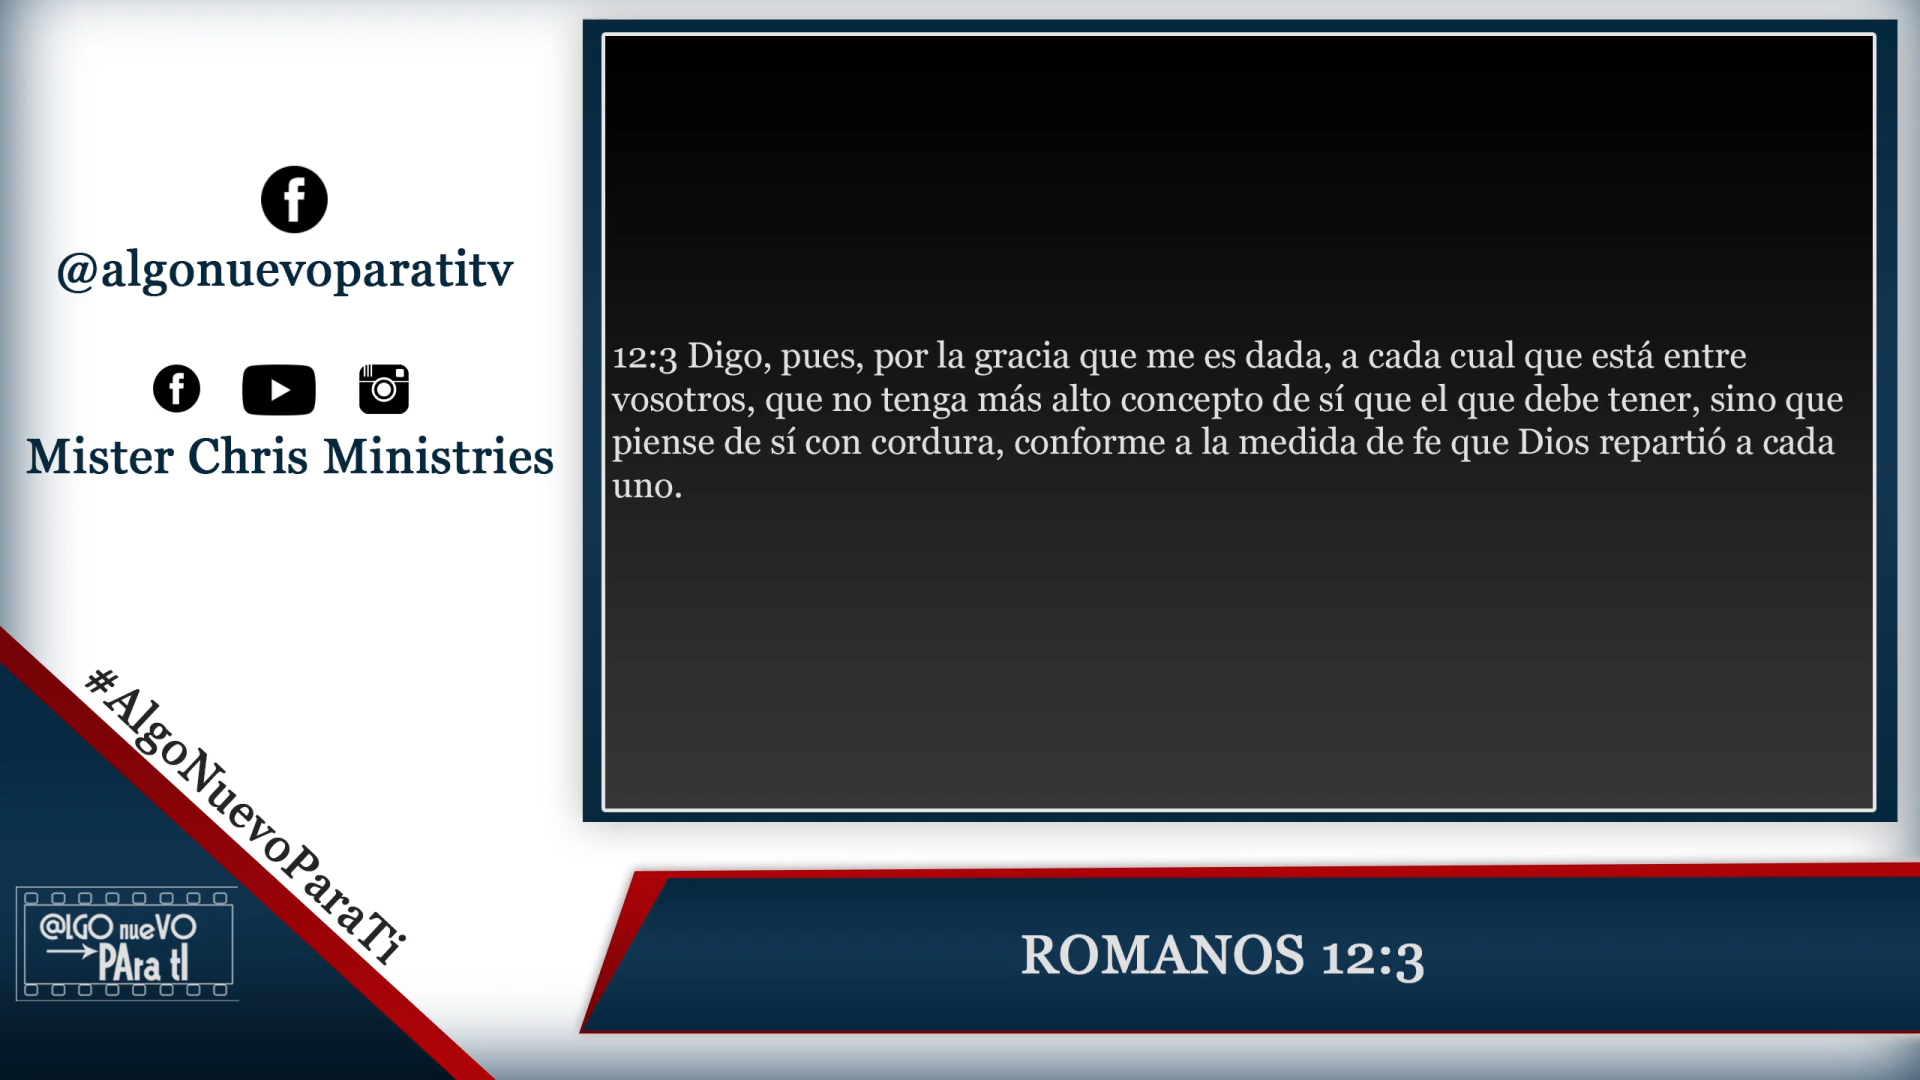 @algonuevoparatitv
Mister Chris Ministries
12:3 Digo, pues, por la gracia que me es dada, a cada cual que está entre
vosotros, que no tenga más alto concepto de sí que el que debe tener, sino que
piense de sí con cordura, conforme a la medida de fe que Dios repartió a cada
uno.
#AlgoNuevoParaTi
@lGO nueVO
PAra tI
ROMANOS 12:3